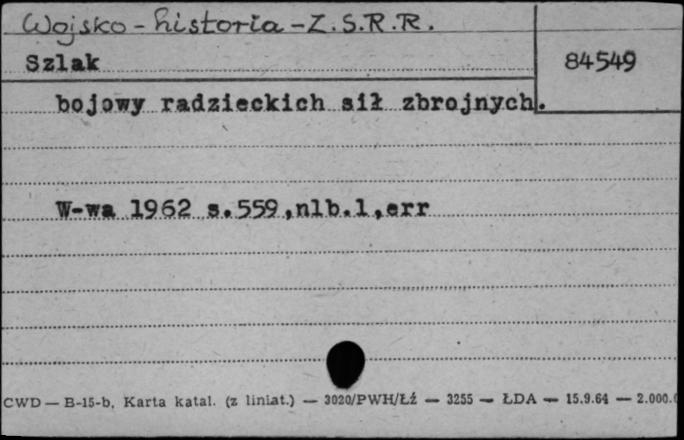 Wojsko - historia - Z.S.R.R.
Szlak
84549
bojowy radzieckich sił zbrojnych.
W-wa 1962 s.559,nlb.1,err
CWD — B-15-b, Karta katal. (z liniat.) — 3020/PWH/Łź — 3255 — ŁDA — 15.9.64 — 2.000.